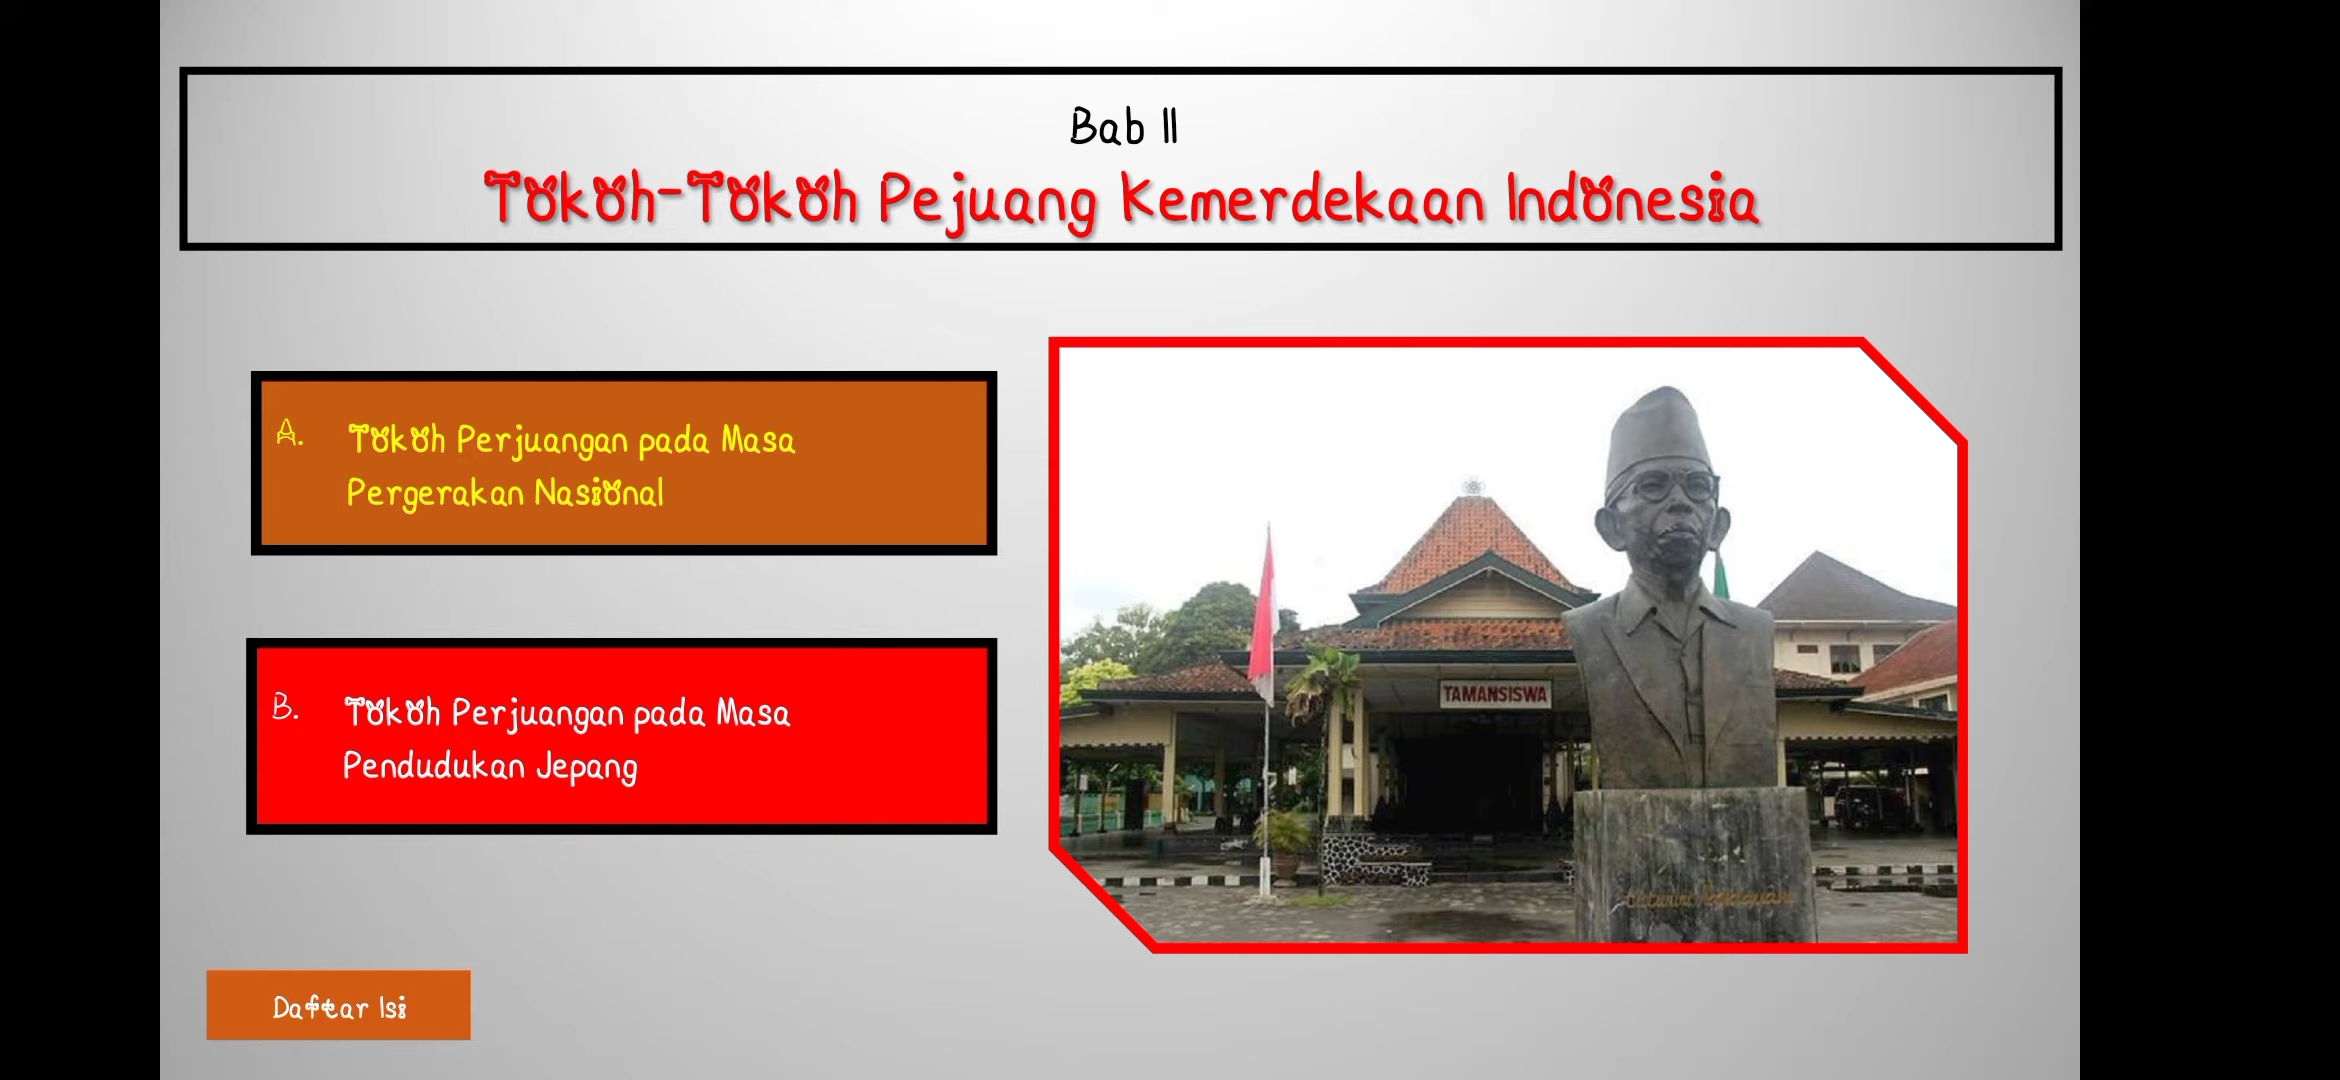 Bab II
Tokoh-Tokoh Pejuang Kemerdekaan Indonesia
A. Tokoh Perjuangan pada Masa
Pergerakan Nasional
B. Tokoh Perjuangan pada Masa
Pendudukan Jepang
TAMANSISWA
Daftar Isi